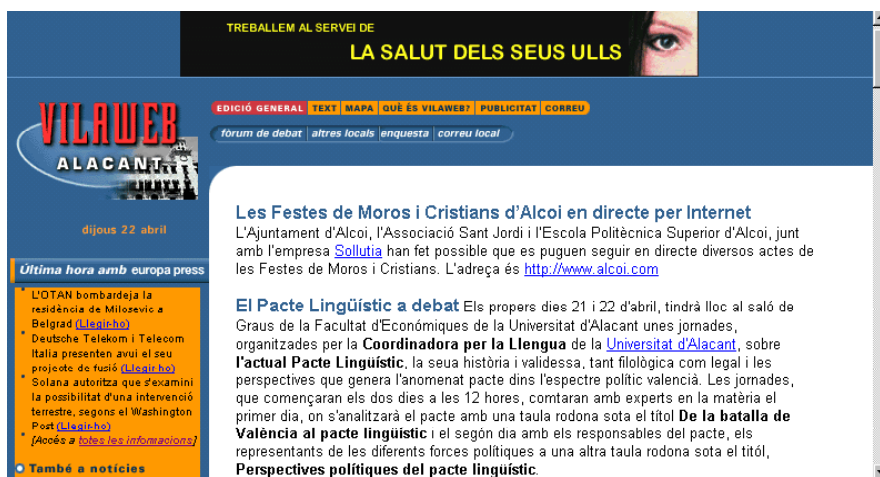 TREBALLEM AL SERVEI DE
LA SALUT DELS SEUS ULLS
VILAWEB
ALACANT
EDICIÓ GENERAL TEXT MAPA QUÈ ÉS VILAWEB? PUBLICITAT CORREU
fòrum de debat altres locals enquesta correu local
dijous 22 abril
Última hora amb europa press
L'OTAN bombardeja la
residència de Milosevic a
Belgrad (Llegir-ho)
Deutsche Telekom i Telecom
Italia presenten avui el seu
projecte de fusió (Llegir-ho)
Solana autoritza que s'examini
la possibilitat d'una intervenció
terrestre, segons el Washington
Post (Llegir-ho)
[Accés a totes les informacions]
També a notícies
Les Festes de Moros i Cristians d'Alcoi en directe per Internet
L'Ajuntament d'Alcoi, l'Associació Sant Jordi i l'Escola Politècnica Superior d'Alcoi, junt
amb l'empresa Sollutia han fet possible que es puguen seguir en directe diversos actes de
les Festes de Moros i Cristians. L'adreça és http://www.alcoi.com
El Pacte Lingüístic a debat Els propers dies 21 i 22 d'abril, tindrà lloc al saló de
Graus de la Facultat d'Económiques de la Universitat d'Alacant unes jornades,
organitzades per la Coordinadora per la Llengua de la Universitat d'Alacant, sobre
l'actual Pacte Lingüístic, la seua història i validessa, tant filològica com legal i les
perspectives que genera l'anomenat pacte dins l'espectre polític valencià. Les jornades,
que començaran els dos dies a les 12 hores, comtaran amb experts en la matèria el
primer dia, on s'analitzarà el pacte amb una taula rodona sota el títol De la batalla de
València al pacte lingüístic i el segón dia amb els responsables del pacte, els
representants de les diferents forces polítiques a una altra taula rodona sota el titól,
Perspectives polítiques del pacte lingüístic.